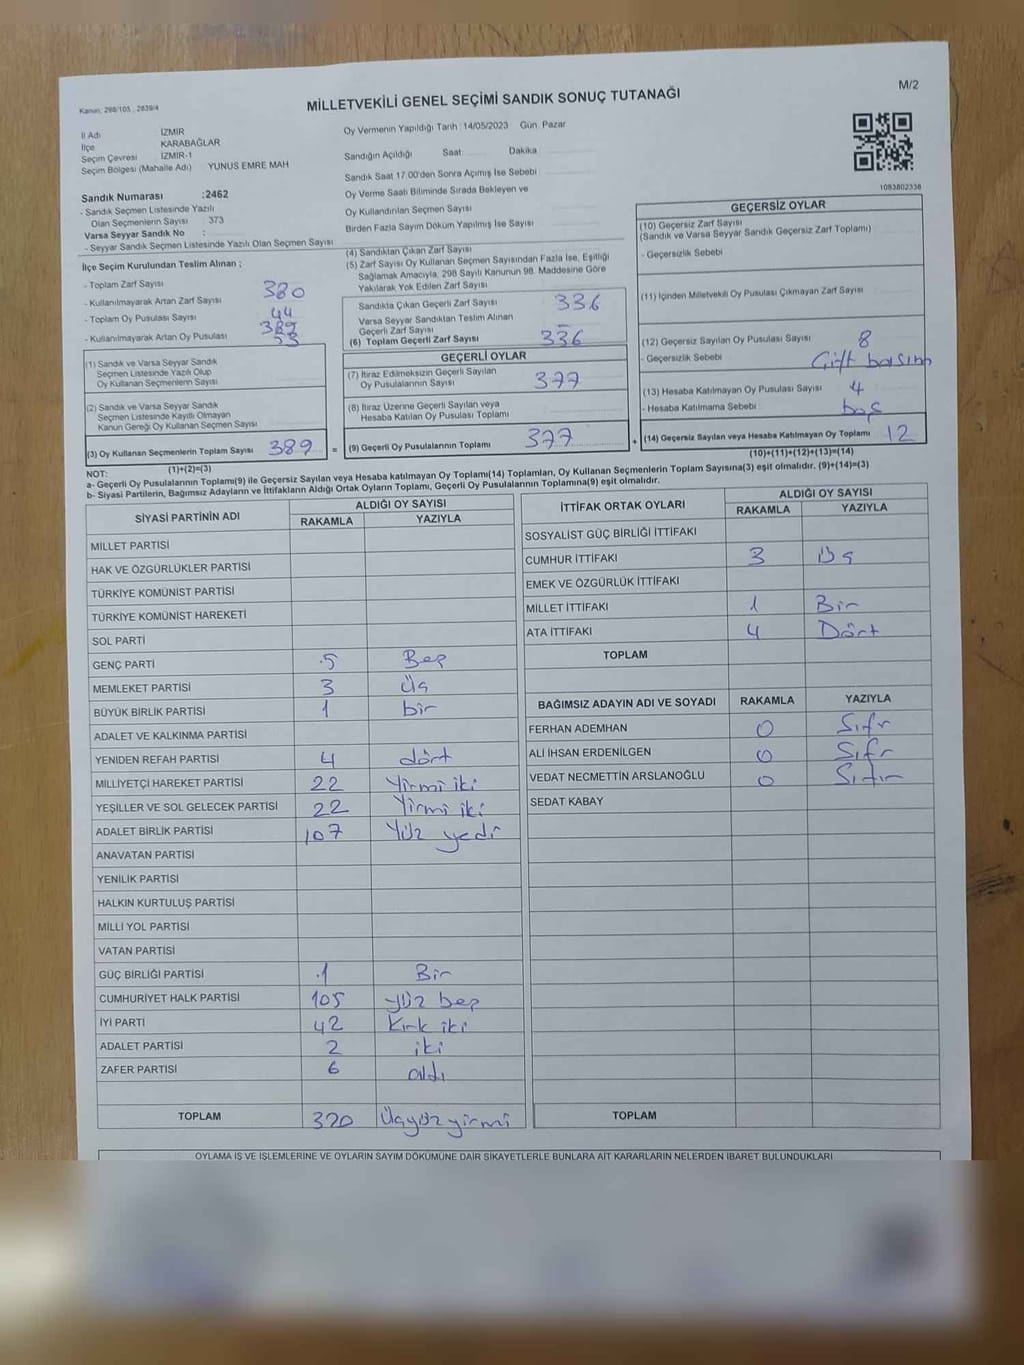 Kanun: 298/105 , 2839/4
MİLLETVEKİLİ GENEL SEÇİMİ SANDIK SONUÇ TUTANAĞI
M/2
İl Adı İZMİR
İlçe KARABAĞLAR
Seçim Çevresi İZMİR-1
Seçim Bölgesi (Mahalle Adı) YUNUS EMRE MAH
Sandık Numarası :2462
- Sandık Seçmen Listesinde Yazılı
Olan Seçmenlerin Sayısı : 373
Varsa Seyyar Sandık No :
- Seyyar Sandık Seçmen Listesinde Yazılı Olan Seçmen Sayısı
Oy Vermenin Yapıldığı Tarih : 14/05/2023 Gün: Pazar
Sandığın Açıldığı Saat: Dakika
Sandık Saat 17.00'den Sonra Açımış İse Sebebi
Oy Verme Saati Bitiminde Sırada Bekleyen ve
Oy Kullandırılan Seçmen Sayısı
Birden Fazla Sayım Döküm Yapılmış İse Sayısı
1083802338
İlçe Seçim Kurulundan Teslim Alınan ;
- Toplam Zarf Sayısı 380
- Kullanılmayarak Artan Zarf Sayısı 44
- Toplam Oy Pusulası Sayısı 389
- Kullanılmayarak Artan Oy Pusulası 53
(1) Sandık ve Varsa Seyyar Sandık
Seçmen Listesinde Yazılı Olup
Oy Kullanan Seçmenlerin Sayısı
(2) Sandık ve Varsa Seyyar Sandık
Seçmen Listesinde Kayıtlı Olmayan
Kanun Gereği Oy Kullanan Seçmen Sayısı
(3) Oy Kullanan Seçmenlerin Toplam Sayısı 389 =
(1)+(2)=(3)
(4) Sandıktan Çıkan Zarf Sayısı
(5) Zarf Sayısı Oy Kullanan Seçmen Sayısından Fazla İse, Eşitliği
Sağlamak Amacıyla, 298 Sayılı Kanunun 98. Maddesine Göre
Yakılarak Yok Edilen Zarf Sayısı
Sandıkta Çıkan Geçerli Zarf Sayısı 336
Varsa Seyyar Sandıktan Teslim Alınan
Geçerli Zarf Sayısı –
(6) Toplam Geçerli Zarf Sayısı 336
GEÇERLİ OYLAR
(7) İtiraz Edilmeksizin Geçerli Sayılan
Oy Pusulalarının Sayısı 377
(8) İtiraz Üzerine Geçerli Sayılan veya
Hesaba Katılan Oy Pusulası Toplamı
(9) Geçerli Oy Pusulalarının Toplamı 377 +
GEÇERSİZ OYLAR
(10) Geçersiz Zarf Sayısı
(Sandık ve Varsa Seyyar Sandık Geçersiz Zarf Toplamı)
- Geçersizlik Sebebi
(11) İçinden Milletvekili Oy Pusulası Çıkmayan Zarf Sayısı
(12) Geçersiz Sayılan Oy Pusulası Sayısı 8
- Geçersizlik Sebebi Çift basım
(13) Hesaba Katılmayan Oy Pusulası Sayısı 4
- Hesaba Katılmama Sebebi boş
(14) Geçersiz Sayılan veya Hesaba Katılmayan Oy Toplamı 12
(10)+(11)+(12)+(13)=(14)
NOT:
a- Geçerli Oy Pusulalarının Toplamı(9) ile Geçersiz Sayılan veya Hesaba katılmayan Oy Toplamı(14) Toplamları, Oy Kullanan Seçmenlerin Toplam Sayısına(3) eşit olmalıdır. (9)+(14)=(3)
b- Siyasi Partilerin, Bağımsız Adayların ve İttifakların Aldığı Ortak Oyların Toplamı, Geçerli Oy Pusulalarının Toplamına(9) eşit olmalıdır.
SİYASİ PARTİNİN ADI ALDIĞI OY SAYISI
RAKAMLA YAZIYLA
MİLLET PARTİSİ
HAK VE ÖZGÜRLÜKLER PARTİSİ
TÜRKİYE KOMÜNİST PARTİSİ
TÜRKİYE KOMÜNİST HAREKETİ
SOL PARTİ
GENÇ PARTİ 5 Beş
MEMLEKET PARTİSİ 3 Üç
BÜYÜK BİRLİK PARTİSİ 1 bir
ADALET VE KALKINMA PARTİSİ
YENİDEN REFAH PARTİSİ 4 dört
MİLLİYETÇİ HAREKET PARTİSİ 22 Yirmi iki
YEŞİLLER VE SOL GELECEK PARTİSİ 22 Yirmi iki
ADALET BİRLİK PARTİSİ 107 Yüz yedi
ANAVATAN PARTİSİ
YENİLİK PARTİSİ
HALKIN KURTULUŞ PARTİSİ
MİLLİ YOL PARTİSİ
VATAN PARTİSİ
GÜÇ BİRLİĞİ PARTİSİ 1 Bir
CUMHURİYET HALK PARTİSİ 105 yüz beş
İYİ PARTİ 42 Kırk iki
ADALET PARTİSİ 2 iki
ZAFER PARTİSİ 6 altı
TOPLAM 320 Üçyüzyirmi
İTTİFAK ORTAK OYLARI ALDIĞI OY SAYISI
RAKAMLA YAZIYLA
SOSYALİST GÜÇ BİRLİĞİ İTTİFAKI
CUMHUR İTTİFAKI 3 Üç
EMEK VE ÖZGÜRLÜK İTTİFAKI
MİLLET İTTİFAKI 1 Bir
ATA İTTİFAKI 4 Dört
TOPLAM
BAĞIMSIZ ADAYIN ADI VE SOYADI RAKAMLA YAZIYLA
FERHAN ADEMHAN 0 Sıfr
ALİ İHSAN ERDENİLGEN 0 Sıfr
VEDAT NECMETTİN ARSLANOĞLU 0 Sıfır
SEDAT KABAY
TOPLAM
OYLAMA İŞ VE İŞLEMLERİNE VE OYLARIN SAYIM DÖKÜMÜNE DAİR ŞİKAYETLERLE BUNLARA AİT KARARLARIN NELERDEN İBARET BULUNDUKLARI